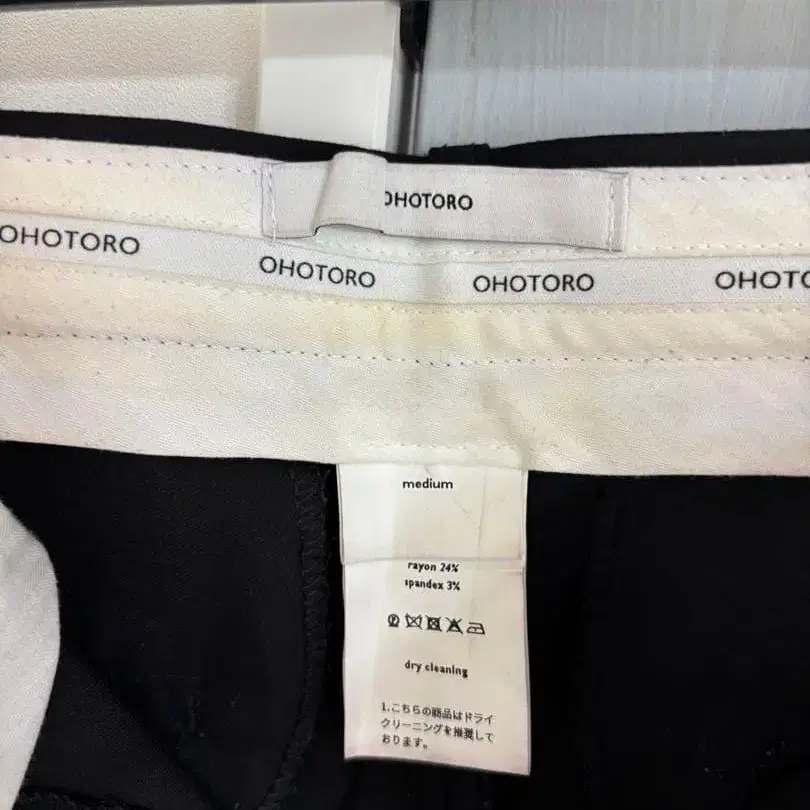 OHOTORO
OHOTORO OHOTORO OHOTORO OHOTO
medium
rayon 24%
spandex 3%
dry cleaning
1.こちらの商品はドライ
クリーニングを推奨して
おります。